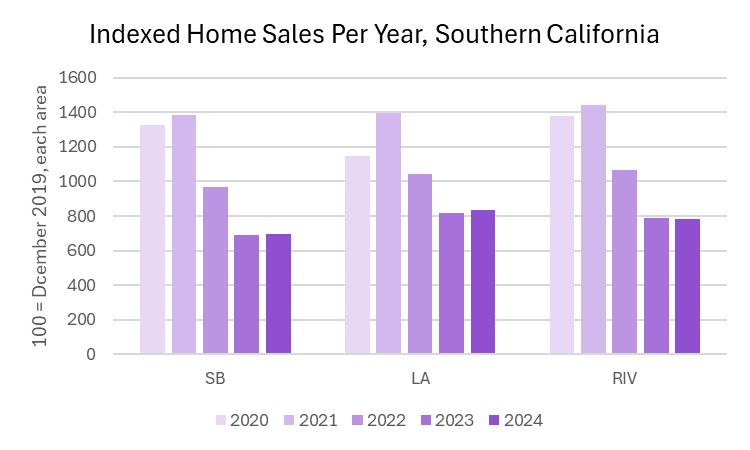 Indexed Home Sales Per Year, Southern California
100 = Dcember 2019, each area
1600
1400
1200
1000
800
600
400
200
0
SB LA RIV
2020 2021 2022 2023 2024